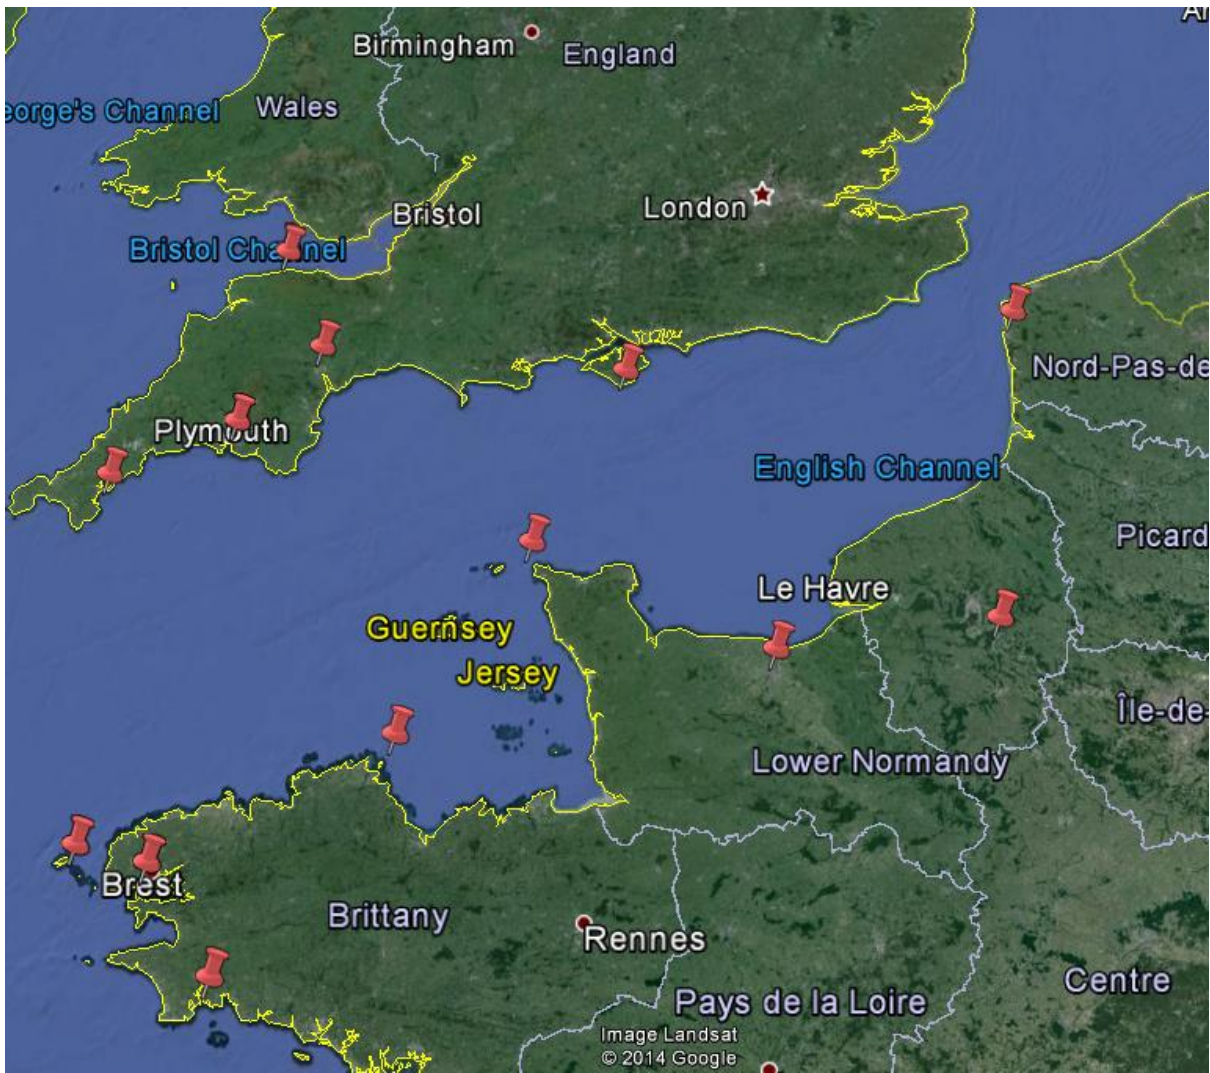 Ar
Birmingham
England
eorge's Channel
Wales
London
Bristol
Bristol Channel
Nord-Pas-de
Plymouth
English Channel
Picard
Le Havre
Guernsey
Jersey
Île-de-
Lower Normandy
Brest
Brittany
Rennes
Centre
Pays de la Loire
Image Landsat
© 2014 Google